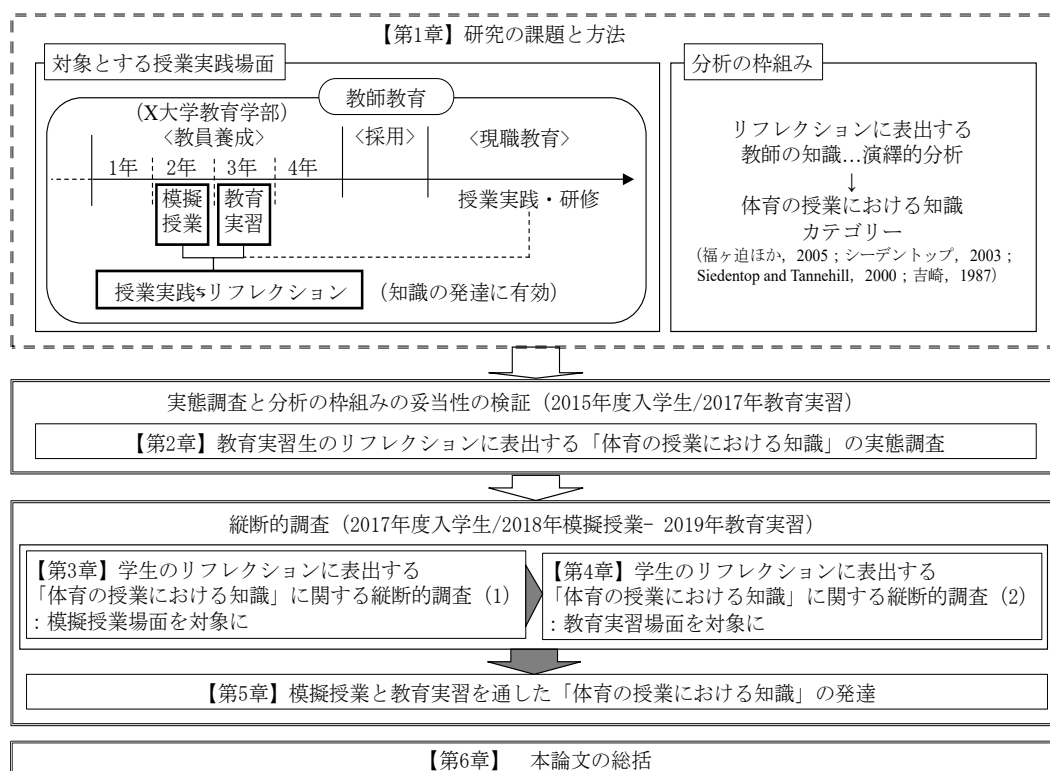 【第1章】研究の課題と方法
対象とする授業実践場面
教師教育
(X大学教育学部)
<教員養成>
<採用>
<現職教育>
1年
2年
3年
4年
模擬
授業
教育
実習
授業実践・研修
授業実践⇆リフレクション
(知識の発達に有効)
分析の枠組み
リフレクションに表出する
教師の知識…演繹的分析
↓
体育の授業における知識
カテゴリー
(福ヶ迫ほか, 2005；シーデントップ, 2003；
Siedentop and Tannehill, 2000；吉崎, 1987)
実態調査と分析の枠組みの妥当性の検証（2015年度入学生/2017年教育実習）
【第2章】教育実習生のリフレクションに表出する「体育の授業における知識」の実態調査
縦断的調査（2017年度入学生/2018年模擬授業- 2019年教育実習）
【第3章】学生のリフレクションに表出する
「体育の授業における知識」に関する縦断的調査（1）
：模擬授業場面を対象に
【第4章】学生のリフレクションに表出する
「体育の授業における知識」に関する縦断的調査（2）
：教育実習場面を対象に
【第5章】模擬授業と教育実習を通した「体育の授業における知識」の発達
【第6章】　本論文の総括